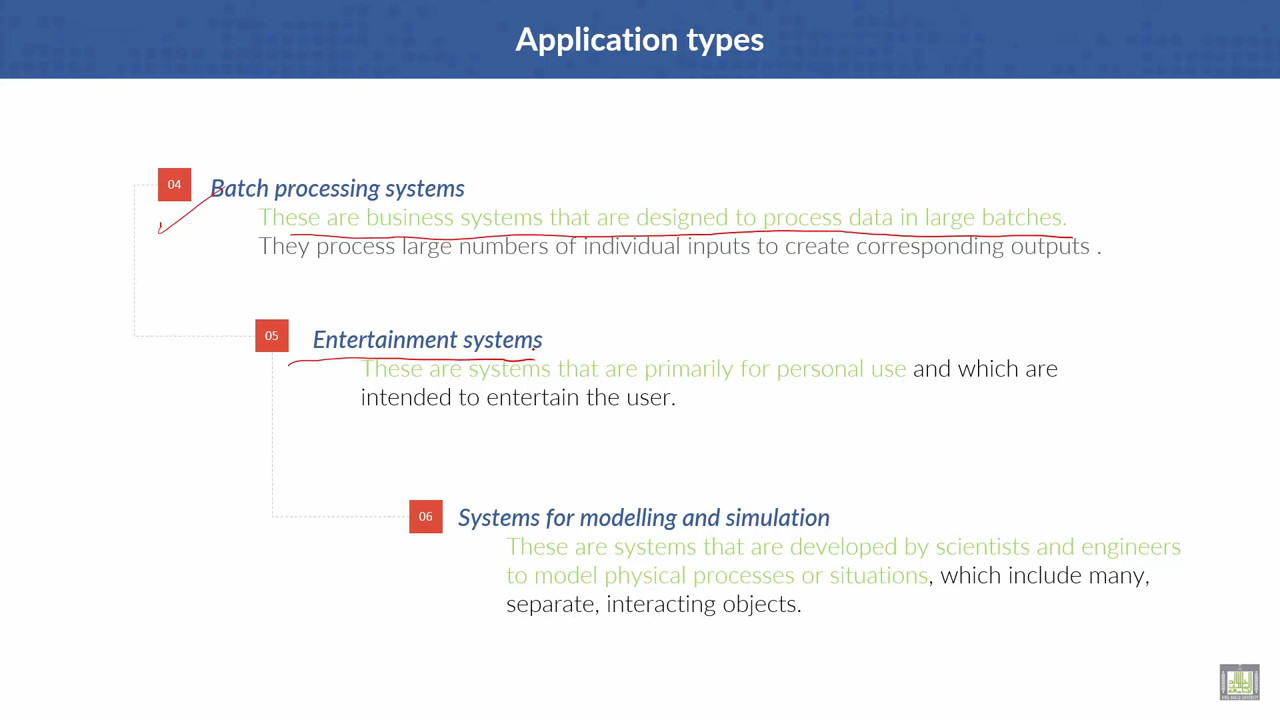 Application types
04
Batch processing systems
These are business systems that are designed to process data in large batches.
They process large numbers of individual inputs to create corresponding outputs .
05
Entertainment systems
These are systems that are primarily for personal use and which are
intended to entertain the user.
06
Systems for modelling and simulation
These are systems that are developed by scientists and engineers
to model physical processes or situations, which include many,
separate, interacting objects.